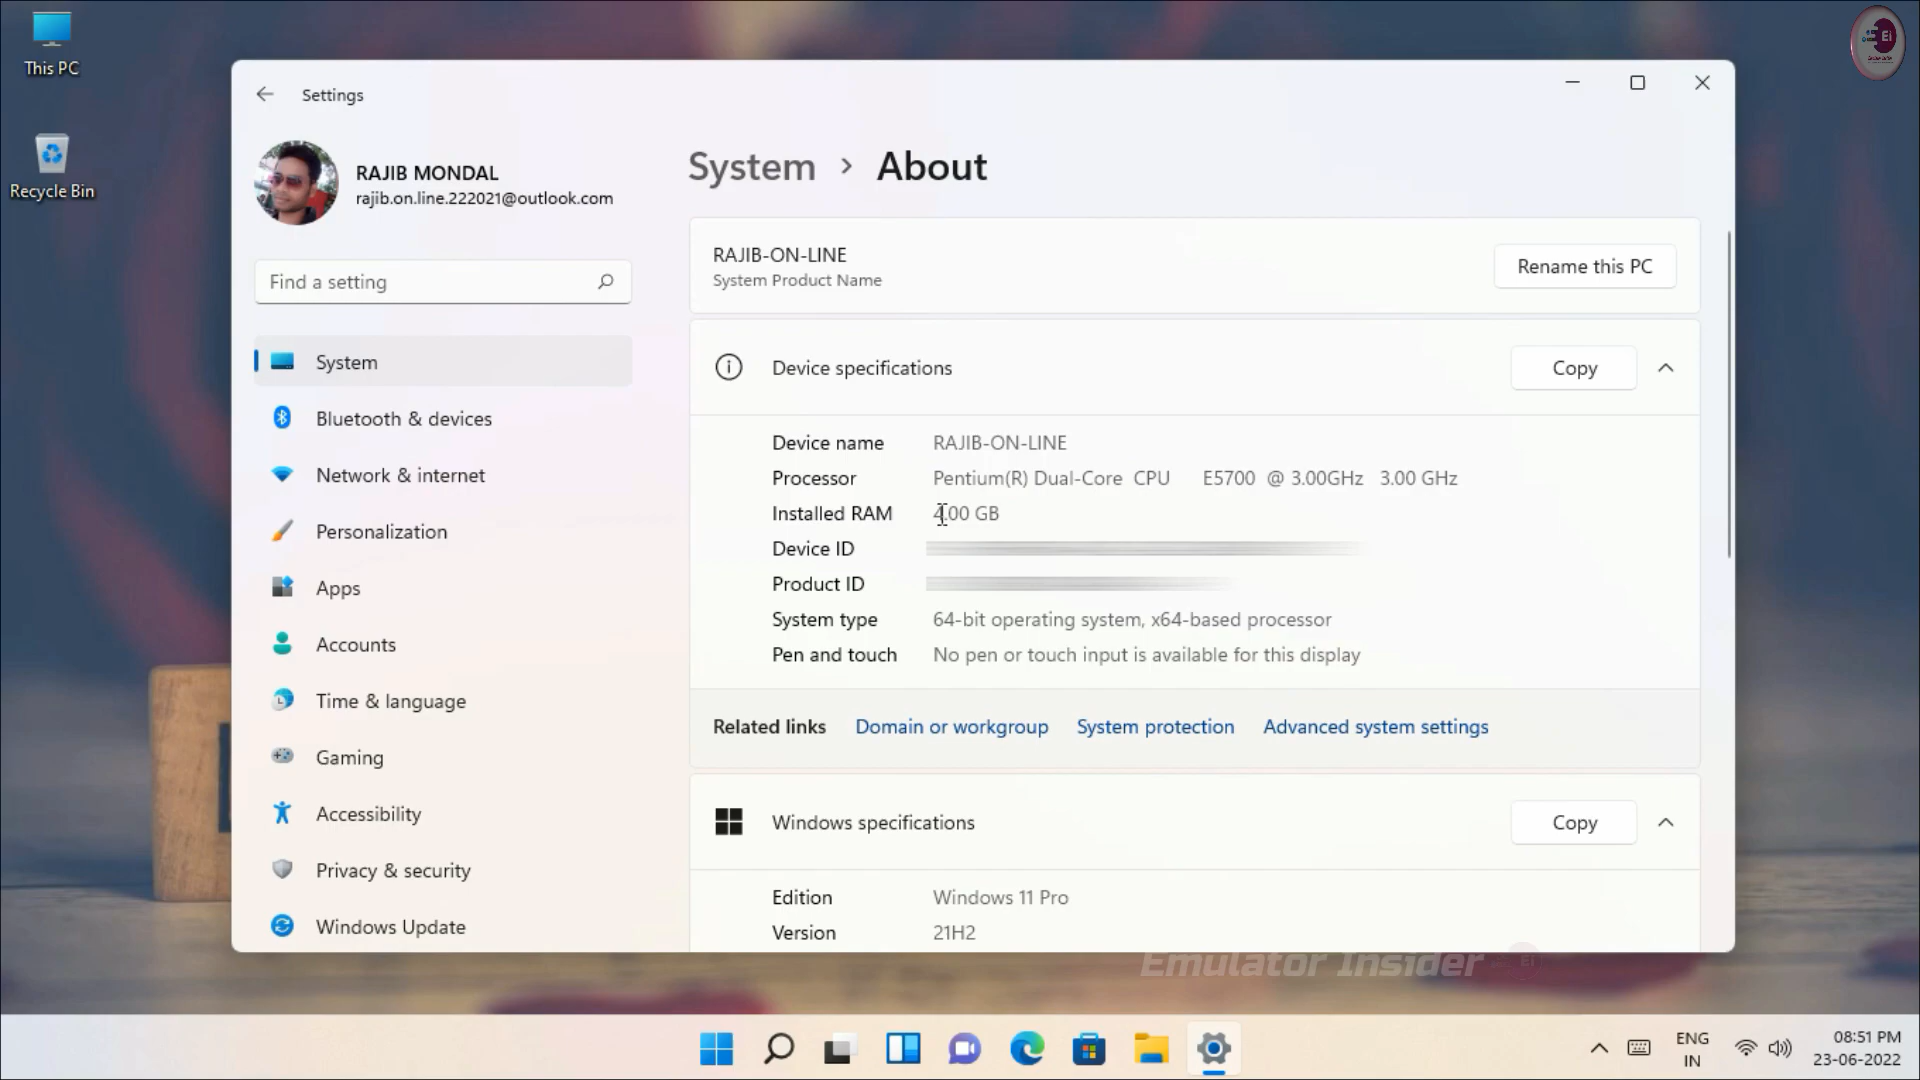 This PC
Recycle Bin
Settings
RAJIB MONDAL
rajib.on.line.222021@outlook.com
Find a setting
System
Bluetooth & devices
Network & internet
Personalization
Apps
Accounts
Time & language
Gaming
Accessibility
Privacy & security
Windows Update
System > About
RAJIB-ON-LINE
System Product Name
Rename this PC
Device specifications
Copy
Device name RAJIB-ON-LINE
Processor Pentium(R) Dual-Core CPU E5700 @ 3.00GHz 3.00 GHz
Installed RAM 4.00 GB
Device ID
Product ID
System type 64-bit operating system, x64-based processor
Pen and touch No pen or touch input is available for this display
Related links Domain or workgroup System protection Advanced system settings
Windows specifications
Copy
Edition Windows 11 Pro
Version 21H2
Emulator Insider
Ei
ENG
IN
08:51 PM
23-06-2022